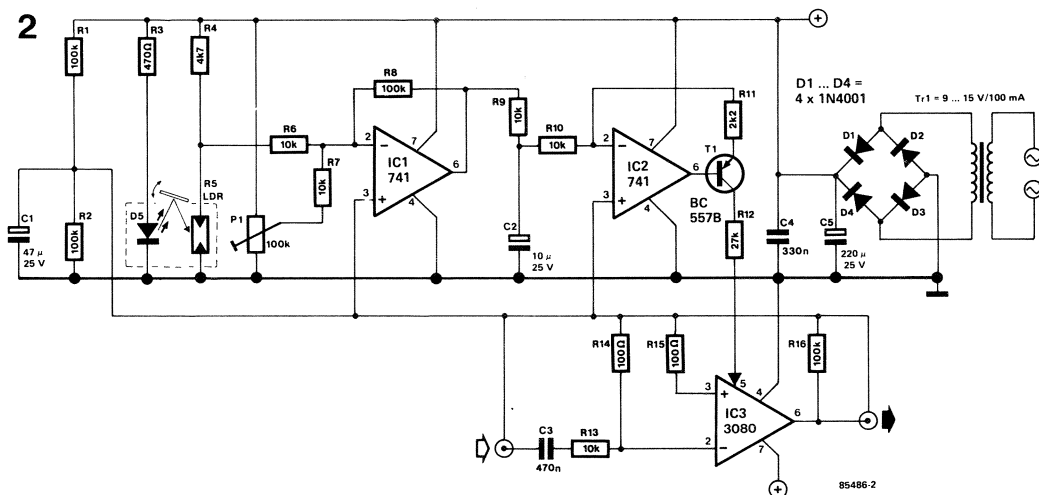 2
R1
100k
R3
470Ω
R4
4k7
R8
100k
R9
10k
R11
2k2
D1 ... D4 =
4 x 1N4001
Tr1 = 9 ... 15 V/100 mA
D1
D2
D4
D3
R6
10k
R7
10k
2
−
7
IC1
741
6
3
+
4
R10
10k
2
−
7
IC2
741
6
3
+
4
T1
BC
557B
R12
27k
R5
LDR
D5
P1
100k
C1
47 µ
25 V
R2
100k
C2
10 µ
25 V
C4
330n
C5
220 µ
25 V
R14
100Ω
R15
100Ω
R16
100k
3
+
5
4
IC3
3080
6
2
−
7
C3
470n
R13
10k
+
+
85486-2